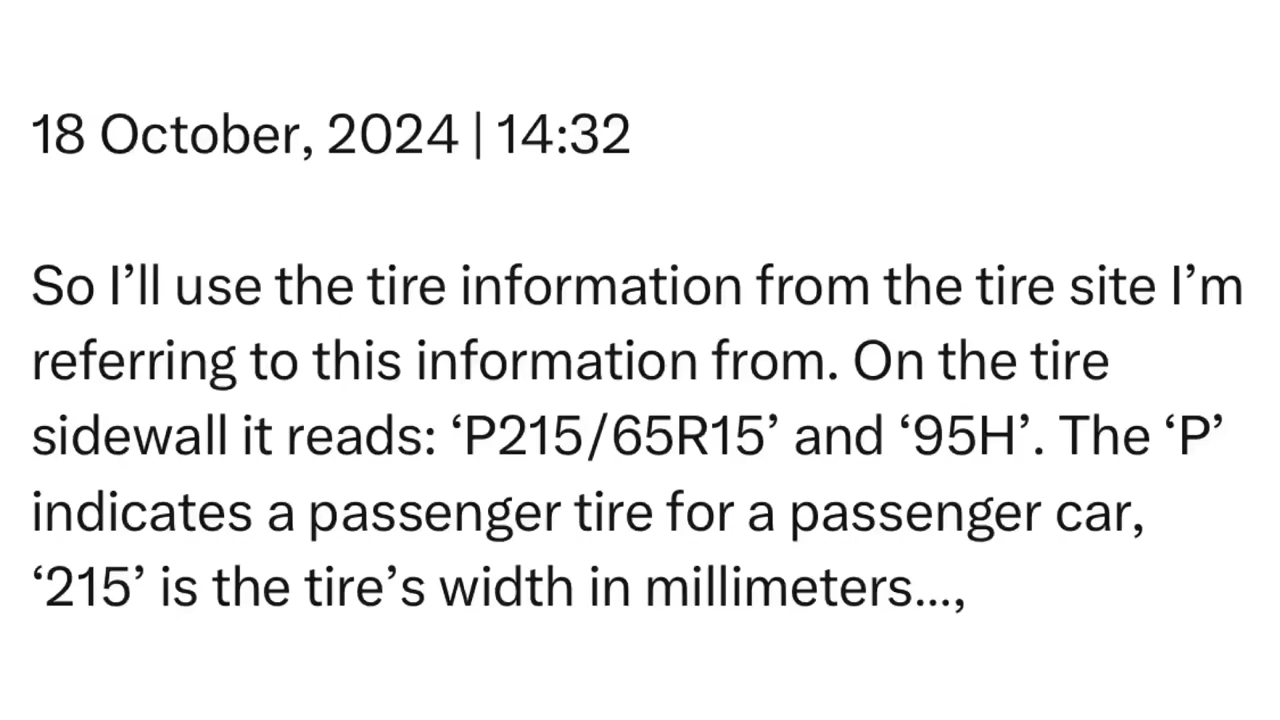 18 October, 2024 | 14:32
So I’ll use the tire information from the tire site I’m
referring to this information from. On the tire
sidewall it reads: ‘P215/65R15’ and ‘95H’. The ‘P’
indicates a passenger tire for a passenger car,
‘215’ is the tire’s width in millimeters...,